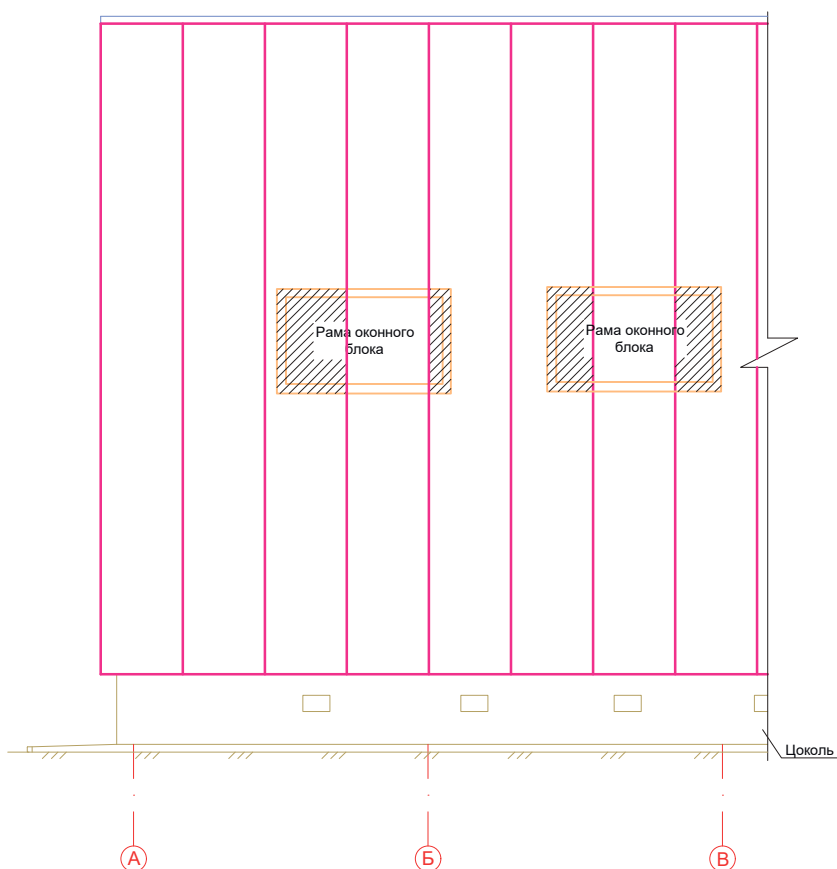 Рама оконного
блока
Рама оконного
блока
Цоколь
А
Б
В